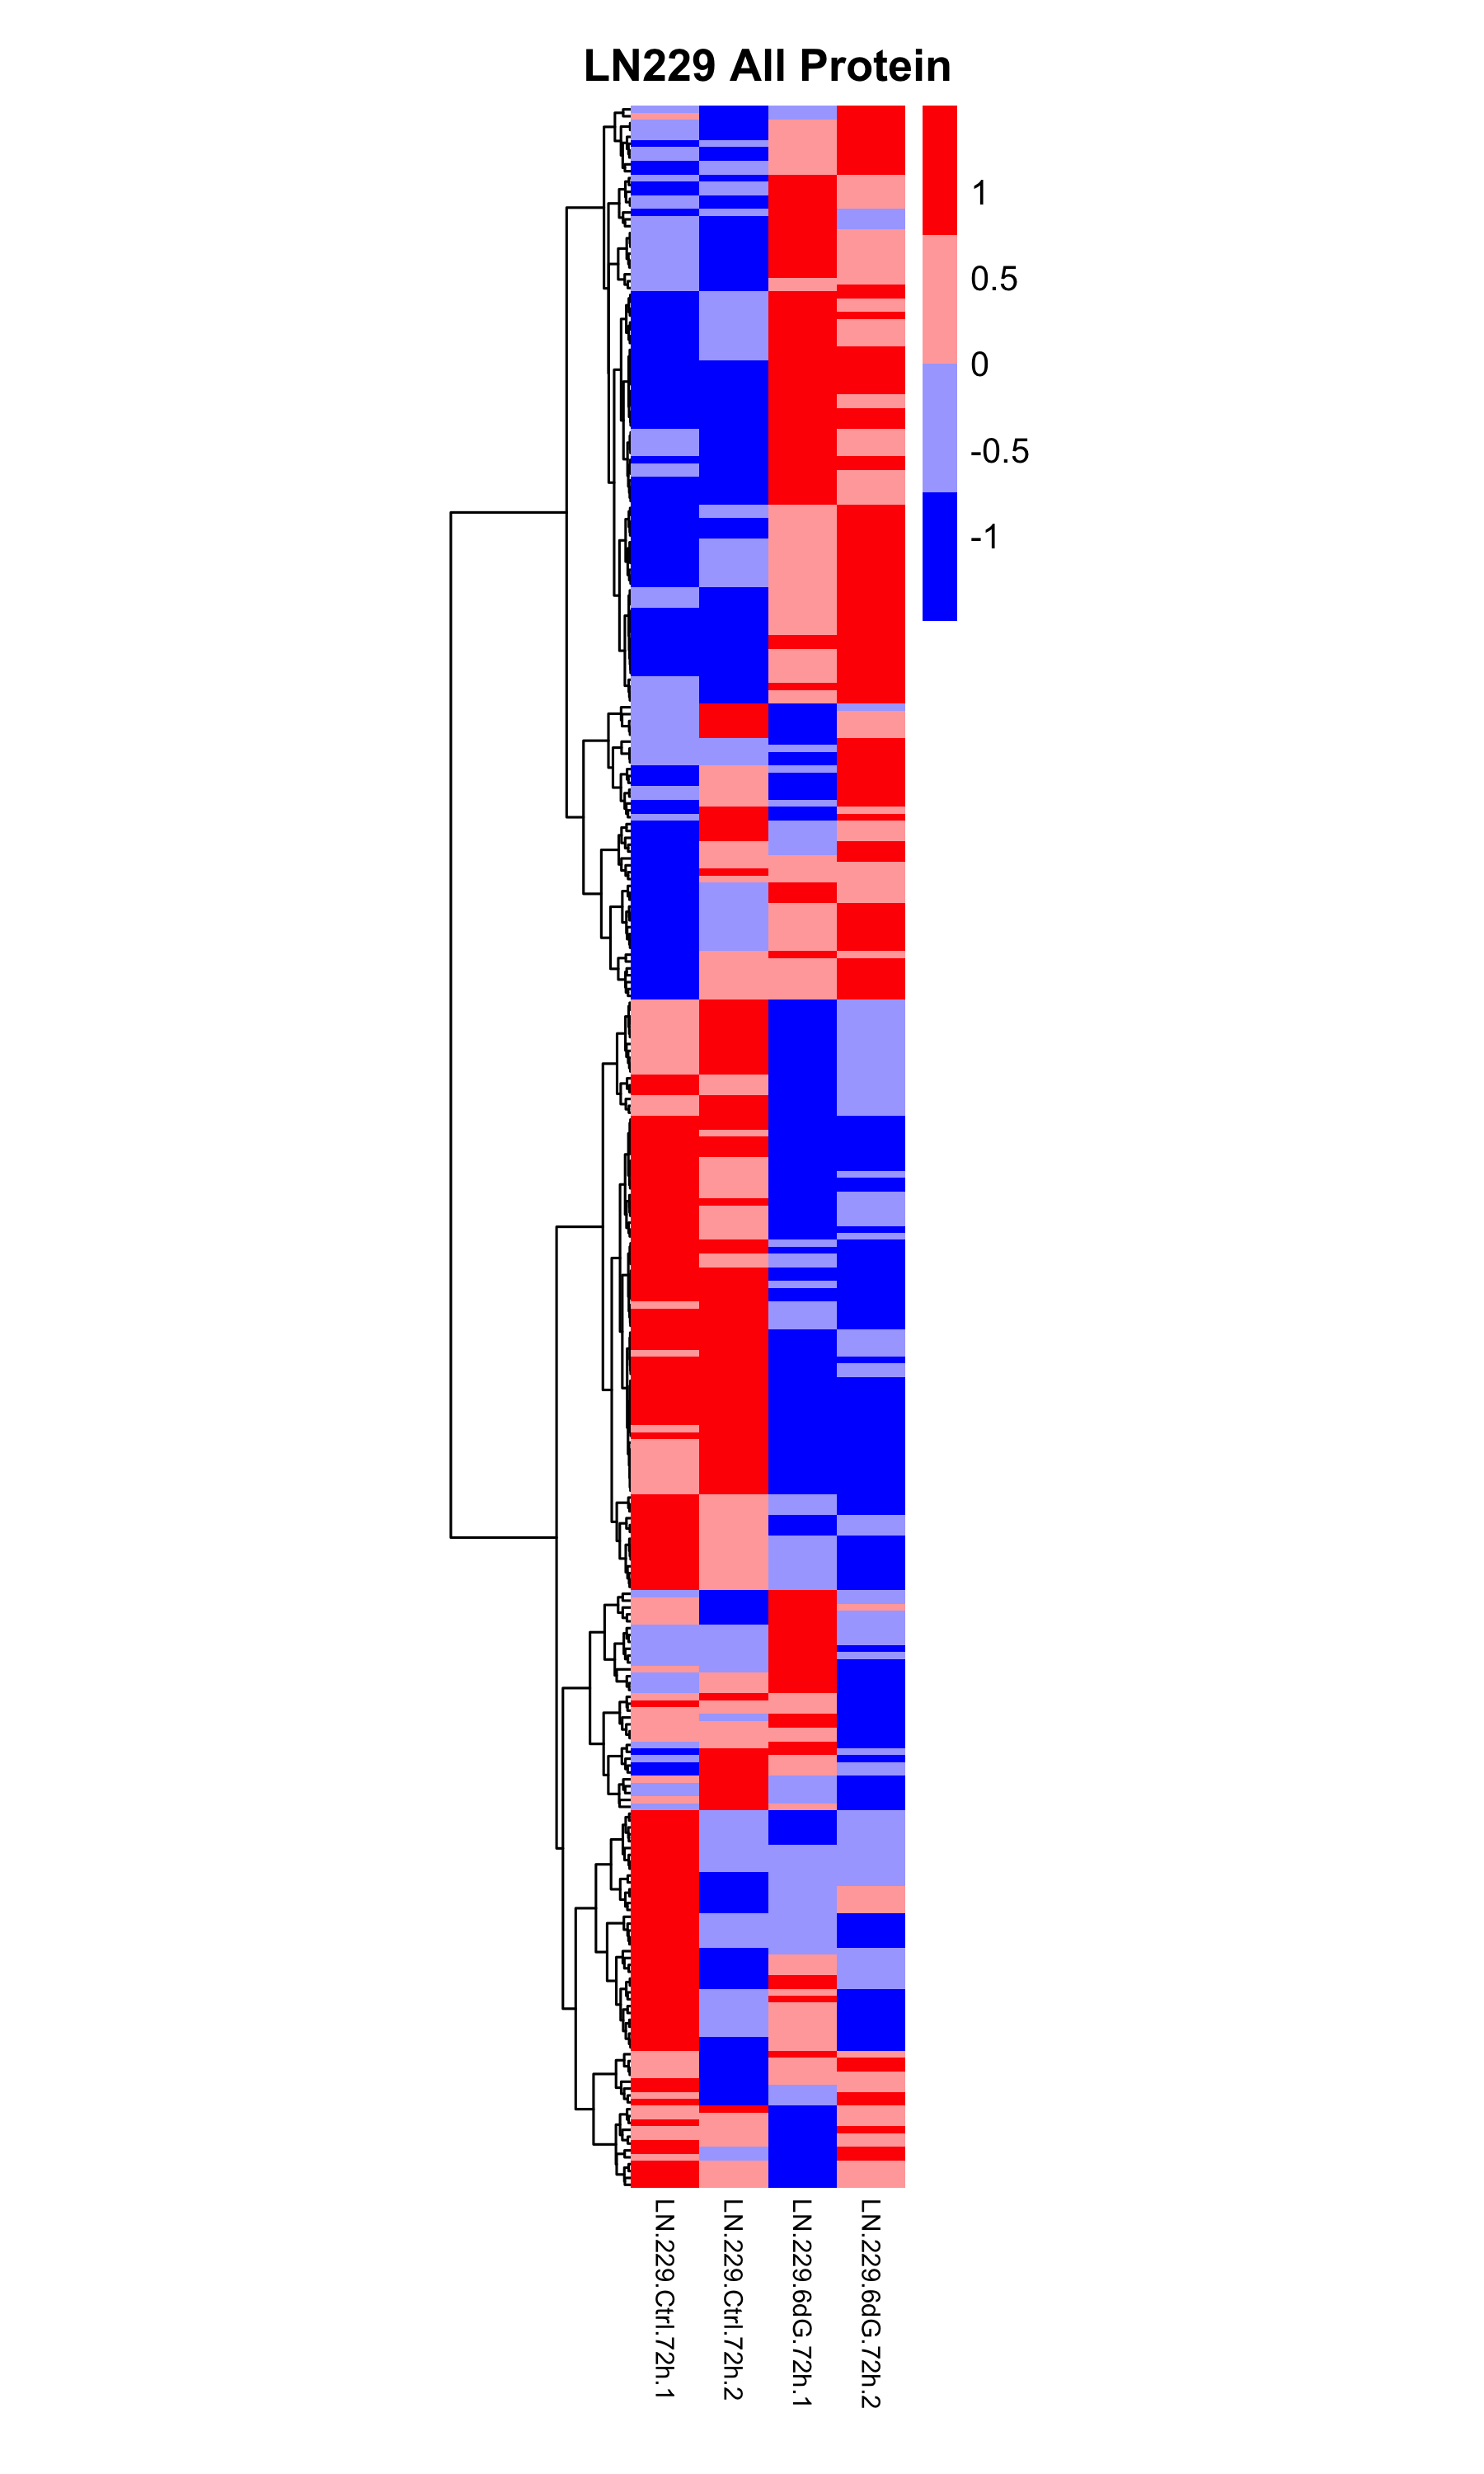 LN229 All Protein
1
0.5
0
-0.5
-1
LN.229.Ctrl.72h.1
LN.229.Ctrl.72h.2
LN.229.6dG.72h.1
LN.229.6dG.72h.2